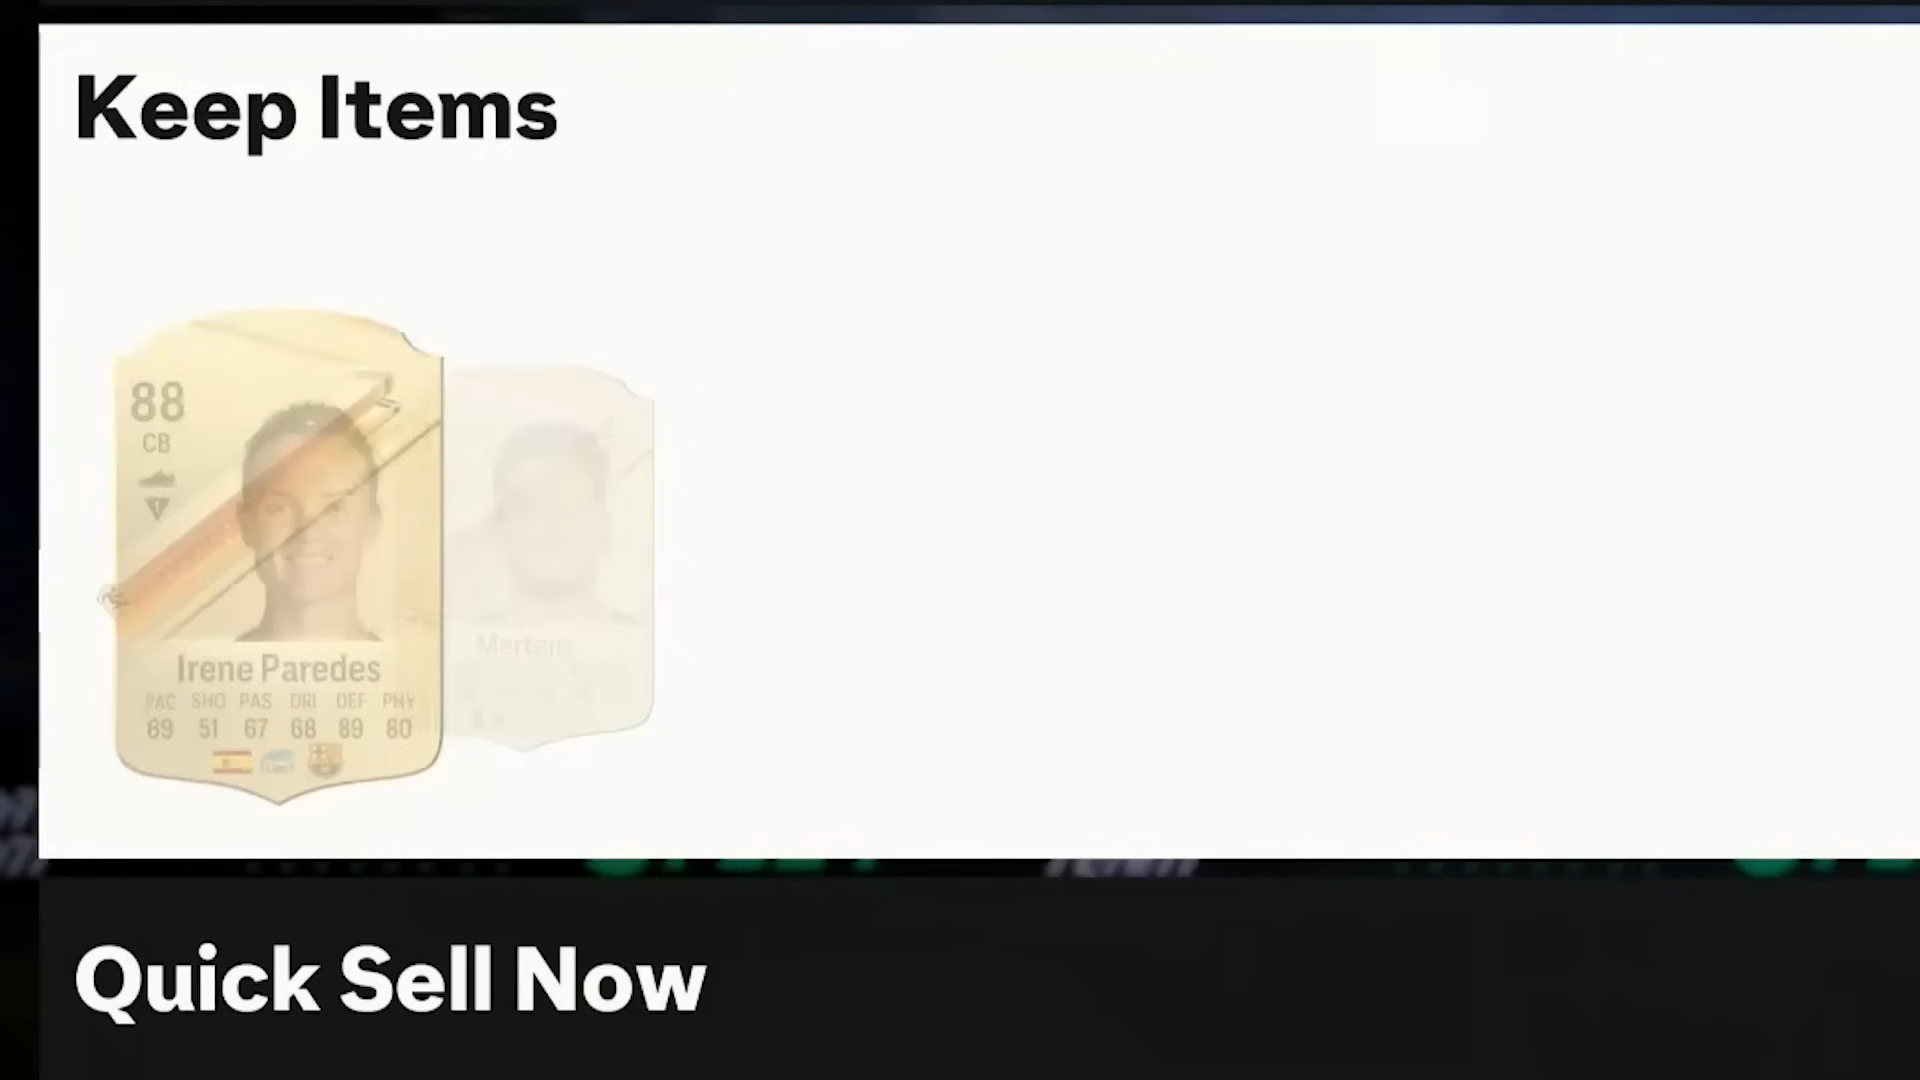 Keep Items
88
CB
Irene Paredes
PAC SHO PAS DRI DEF PHY
69 51 67 68 89 80
Mertens
Quick Sell Now